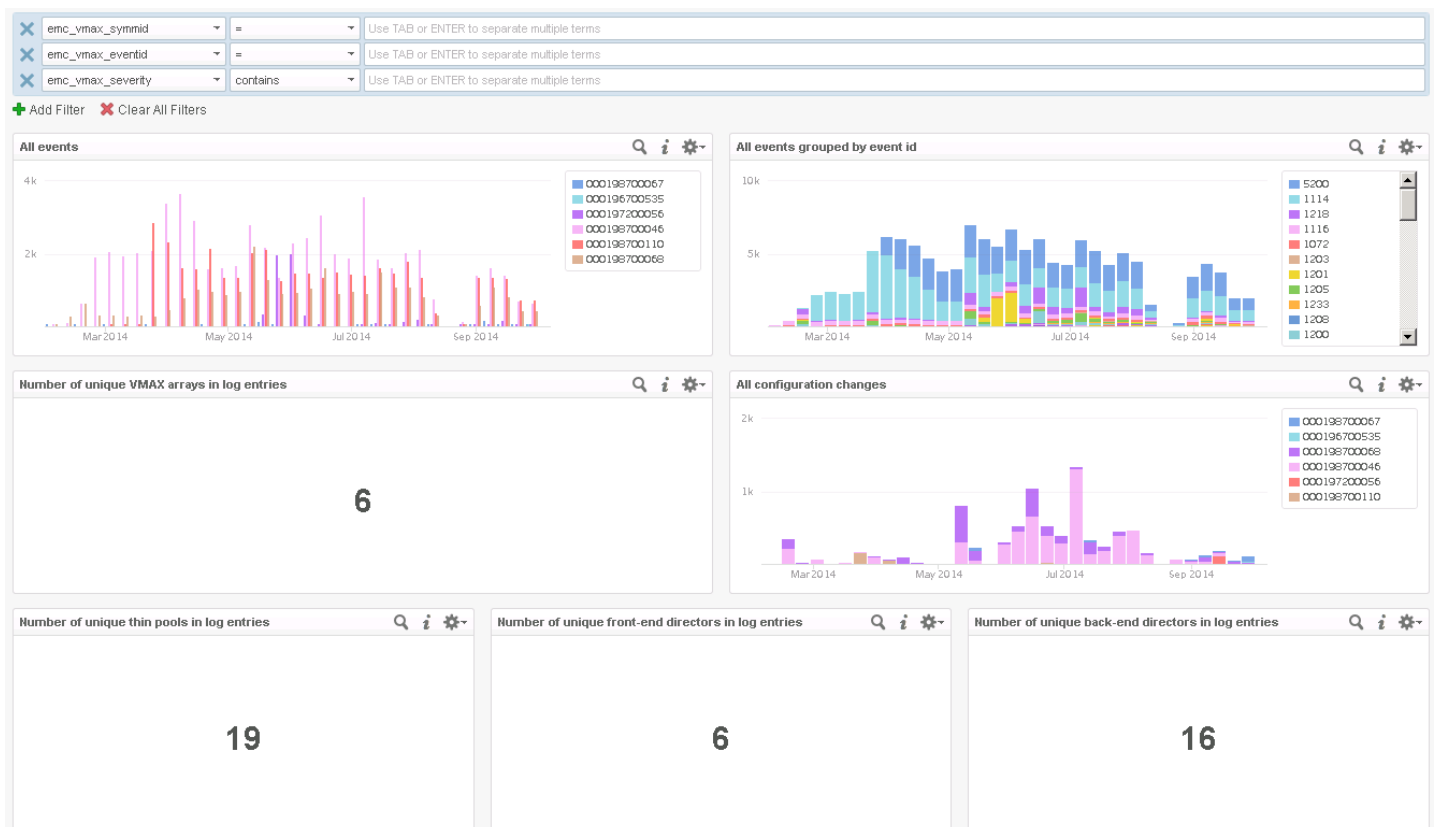 emc_vmax_symmid = Use TAB or ENTER to separate multiple terms
emc_vmax_eventid = Use TAB or ENTER to separate multiple terms
emc_vmax_severity contains Use TAB or ENTER to separate multiple terms
Add Filter Clear All Filters
All events
4k
2k
Mar 2014 May 2014 Jul 2014 Sep 2014
000198700067
000196700535
000197200056
000198700046
000198700110
000198700068
All events grouped by event id
10k
5k
Mar 2014 May 2014 Jul 2014 Sep 2014
5200
1114
1218
1116
1072
1203
1201
1205
1233
1208
1200
Number of unique VMAX arrays in log entries
6
All configuration changes
2k
1k
Mar 2014 May 2014 Jul 2014 Sep 2014
000198700067
000196700535
000198700068
000198700046
000197200056
000198700110
Number of unique thin pools in log entries
19
Number of unique front-end directors in log entries
6
Number of unique back-end directors in log entries
16